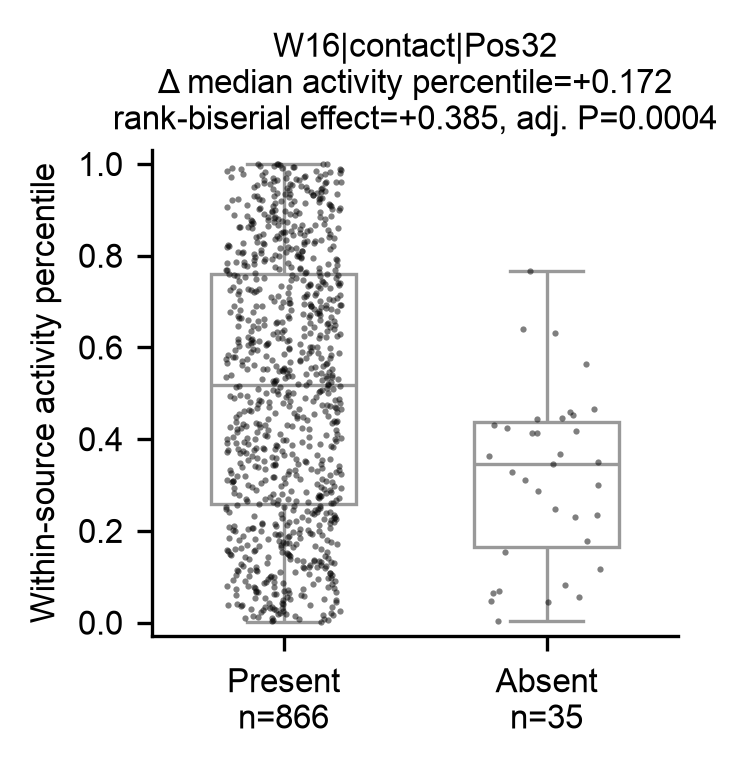 W16|contact|Pos32
Δ median activity percentile=+0.172
rank-biserial effect=+0.385, adj. P=0.0004
Within-source activity percentile
1.0
0.8
0.6
0.4
0.2
0.0
Present
n=866
Absent
n=35